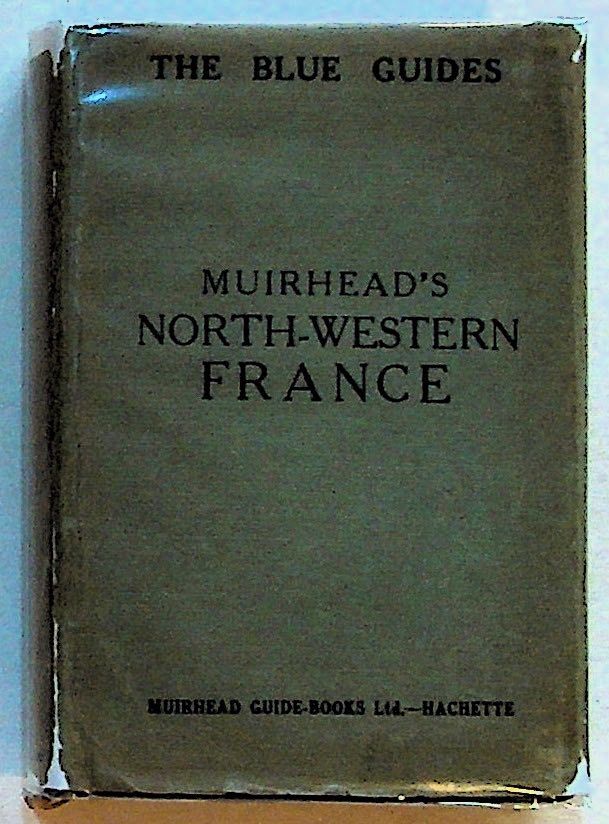 THE BLUE GUIDES
MUIRHEAD'S
NORTH-WESTERN
FRANCE
MUIRHEAD GUIDE-BOOKS Ltd.—HACHETTE